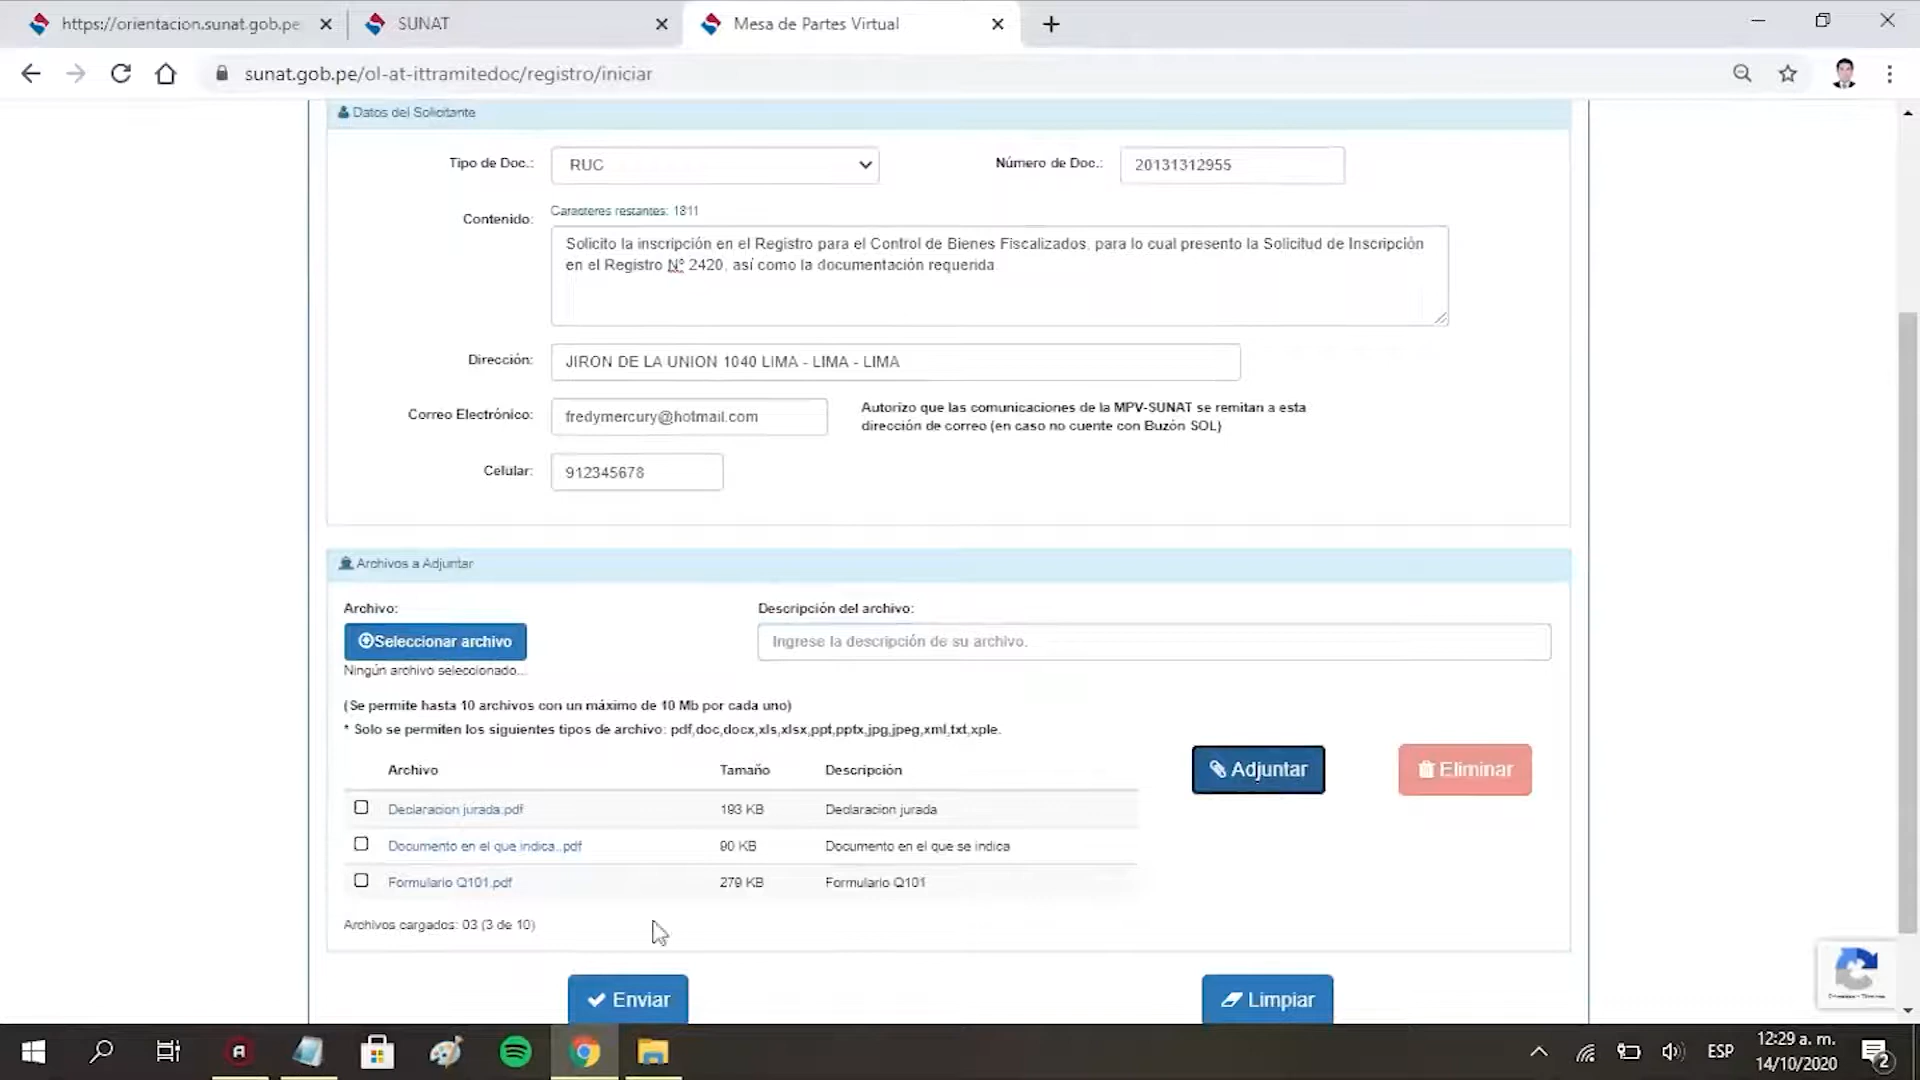 https://orientacion.sunat.gob.pe
SUNAT
Mesa de Partes Virtual
sunat.gob.pe/ol-at-ittramitedoc/registro/iniciar
Datos del Solicitante
Tipo de Doc.: RUC Número de Doc.: 20131312955
Contenido: Caracteres restantes: 1811
Solicito la inscripción en el Registro para el Control de Bienes Fiscalizados, para lo cual presento la Solicitud de Inscripción
en el Registro N° 2420, así como la documentación requerida
Dirección: JIRON DE LA UNION 1040 LIMA - LIMA - LIMA
Correo Electrónico: fredymercury@hotmail.com
Autorizo que las comunicaciones de la MPV-SUNAT se remitan a esta
dirección de correo (en caso no cuente con Buzón SOL)
Celular: 912345678
Archivos a Adjuntar
Archivo: Descripción del archivo:
Seleccionar archivo Ingrese la descripción de su archivo.
Ningún archivo seleccionado...
(Se permite hasta 10 archivos con un máximo de 10 Mb por cada uno)
* Solo se permiten los siguientes tipos de archivo: pdf,doc,docx,xls,xlsx,ppt,pptx,jpg,jpeg,xml,txt,xple.
Archivo Tamaño Descripción
Adjuntar Eliminar
Declaracion jurada.pdf 193 KB Declaracion jurada
Documento en el que indica..pdf 90 KB Documento en el que se indica
Formulario Q101.pdf 279 KB Formulario Q101
Archivos cargados: 03 (3 de 10)
Enviar Limpiar
ESP
12:29 a. m.
14/10/2020
2